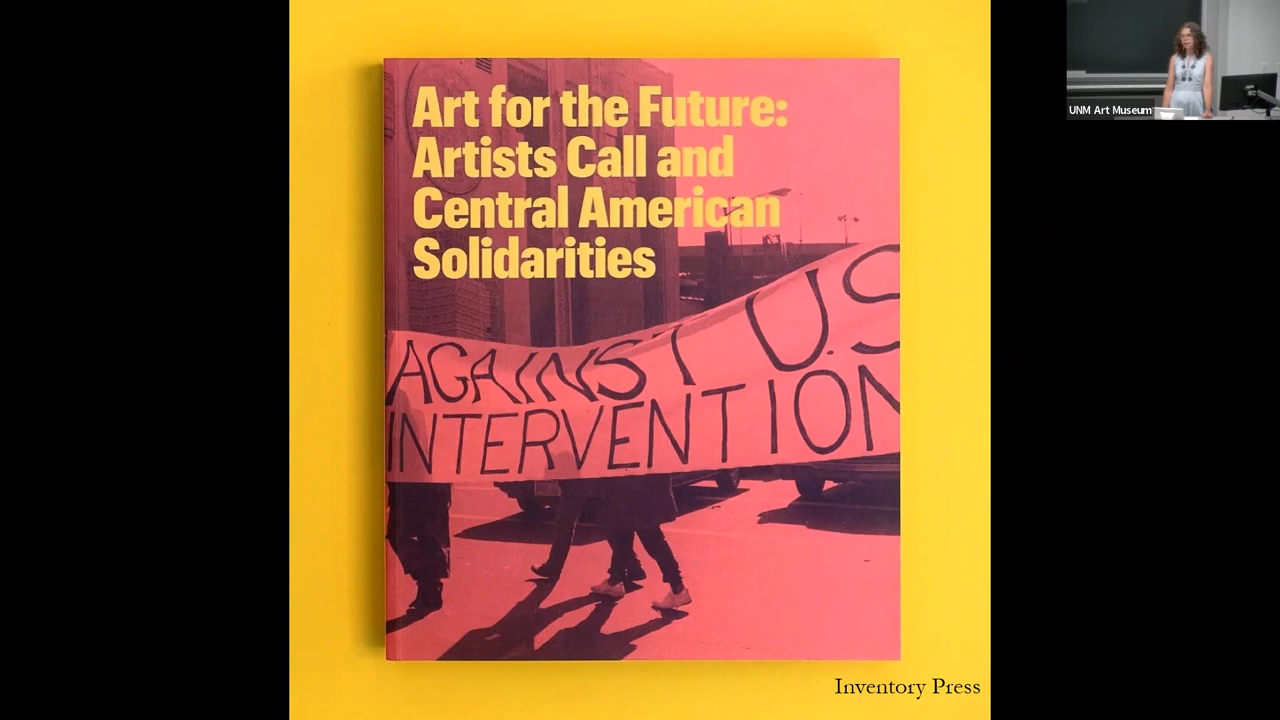 Art for the Future:
Artists Call and
Central American
Solidarities
AGAINST U.S
INTERVENTION
Inventory Press
UNM Art Museum